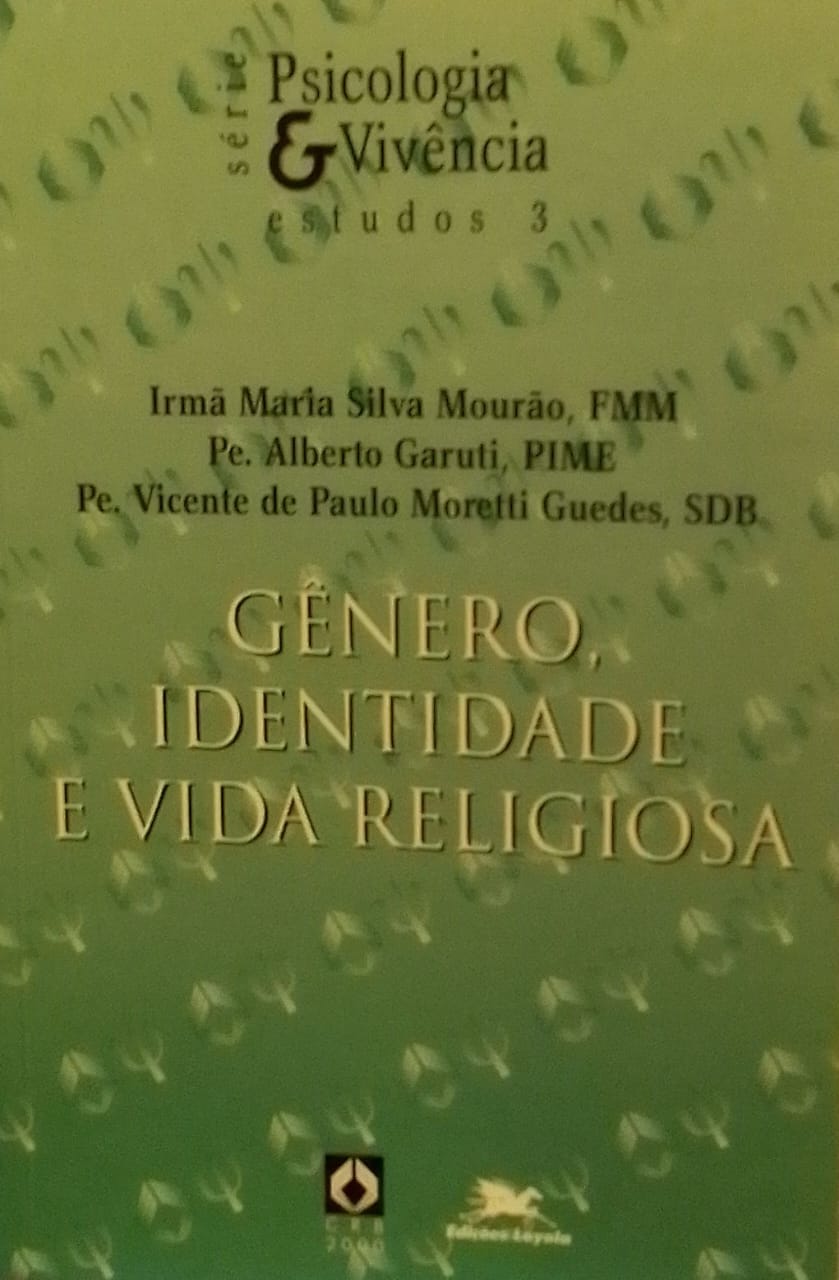 série
Psicologia
& Vivência
estudos 3
Irmã Maria Silva Mourão, FMM
Pe. Alberto Garuti, PIME
Pe. Vicente de Paulo Moretti Guedes, SDB
GÊNERO,
IDENTIDADE
E VIDA RELIGIOSA
CRB
2000
Edições Loyola